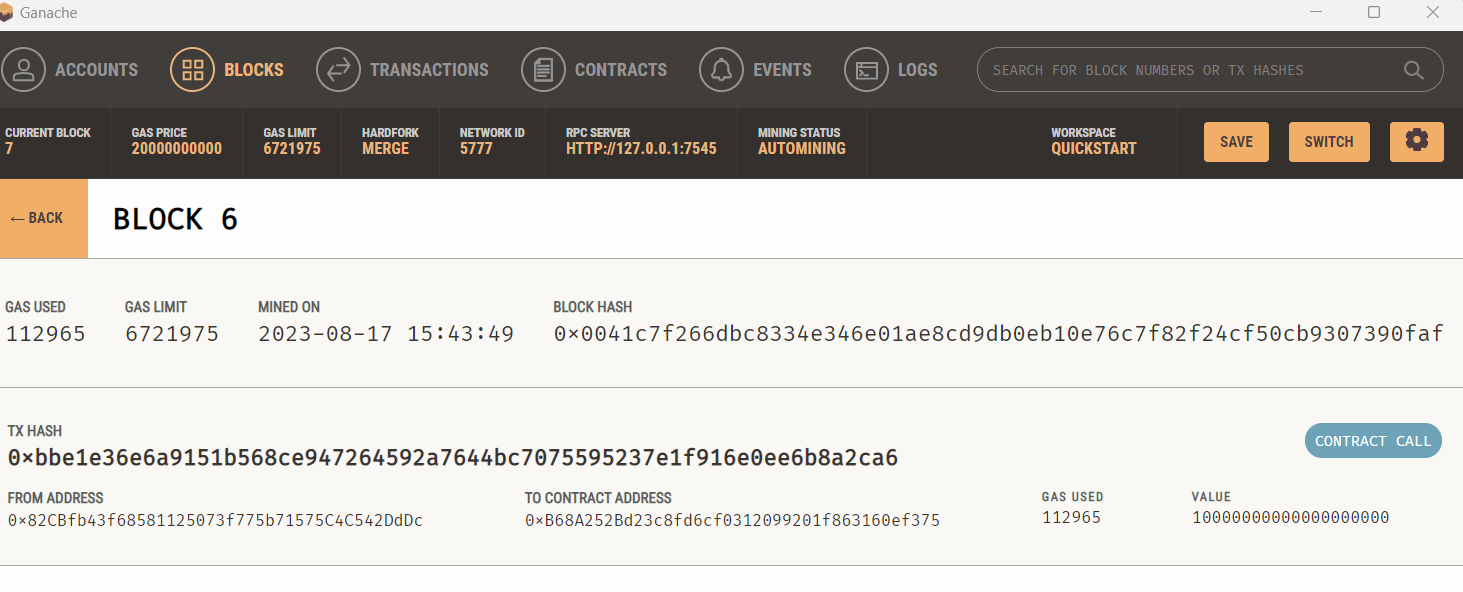 Ganache
ACCOUNTS BLOCKS TRANSACTIONS CONTRACTS EVENTS LOGS SEARCH FOR BLOCK NUMBERS OR TX HASHES
CURRENT BLOCK GAS PRICE GAS LIMIT HARDFORK NETWORK ID RPC SERVER MINING STATUS WORKSPACE
7 20000000000 6721975 MERGE 5777 HTTP://127.0.0.1:7545 AUTOMINING QUICKSTART SAVE SWITCH
← BACK BLOCK 6
GAS USED GAS LIMIT MINED ON BLOCK HASH
112965 6721975 2023-08-17 15:43:49 0×0041c7f266dbc8334e346e01ae8cd9db0eb10e76c7f82f24cf50cb9307390faf
TX HASH
0×bbe1e36e6a9151b568ce947264592a7644bc7075595237e1f916e0ee6b8a2ca6 CONTRACT CALL
FROM ADDRESS TO CONTRACT ADDRESS GAS USED VALUE
0×82CBfb43f68581125073f775b71575C4C542DdDc 0×B68A252Bd23c8fd6cf0312099201f863160ef375 112965 10000000000000000000